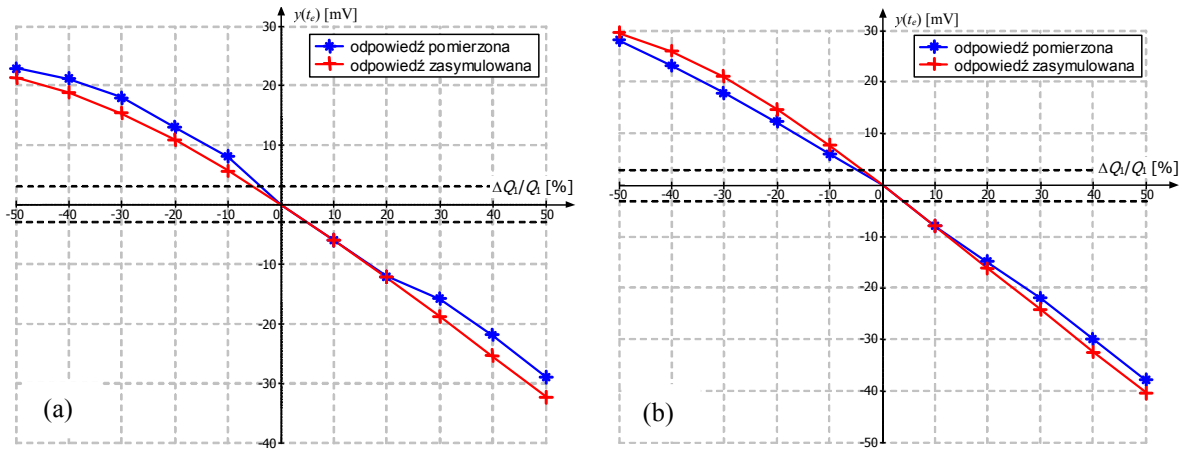 y(tₑ) [mV]
odpowiedź pomierzona
odpowiedź zasymulowana
20
10
ΔQ₁/Q₁ [%]
-50 -40 -30 -20 -10 0 10 20 30 40 50
-10
-20
-30
-40
(a)
y(tₑ) [mV]
30
odpowiedź pomierzona
odpowiedź zasymulowana
20
10
ΔQ₁/Q₁ [%]
-50 -40 -30 -20 -10 0 10 20 30 40 50
-10
-20
-30
-40
-50
(b)